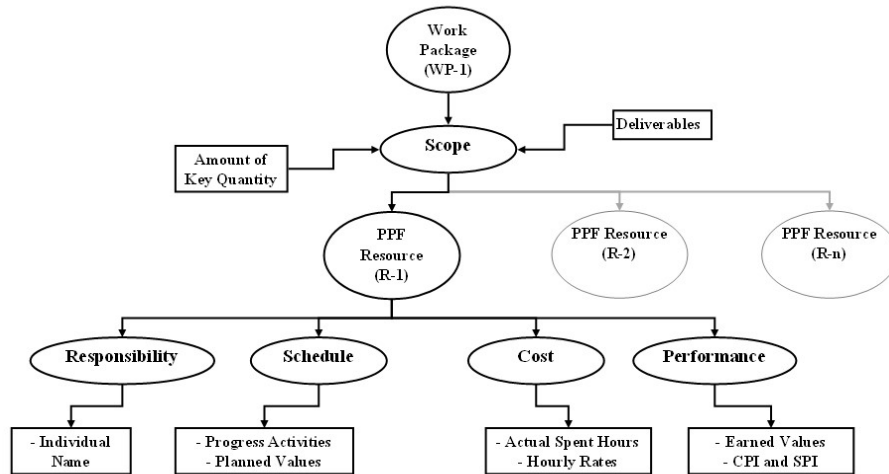 Work
Package
(WP-1)
Deliverables
Scope
Amount of
Key Quantity
PPF
Resource
(R-1)
PPF Resource
(R-2)
PPF Resource
(R-n)
Responsibility
Schedule
Cost
Performance
- Individual
Name
- Progress Activities
- Planned Values
- Actual Spent Hours
- Hourly Rates
- Earned Values
- CPI and SPI